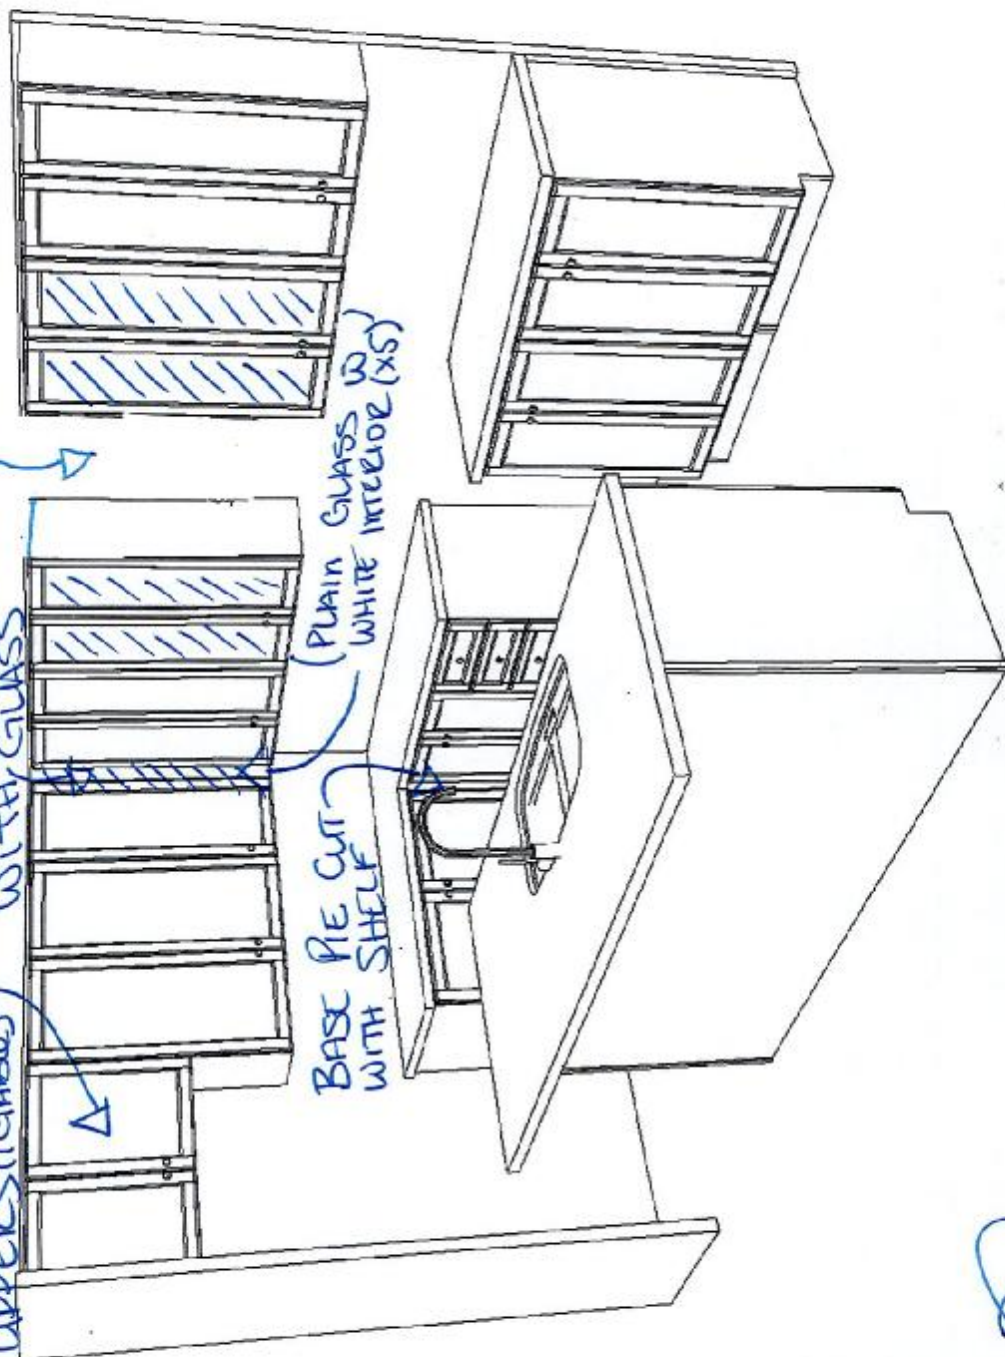 WITH GLASS
(PLAIN GLASS W
WHITE INTERIOR (X5)
BASE PIE CUT
WITH SHELF